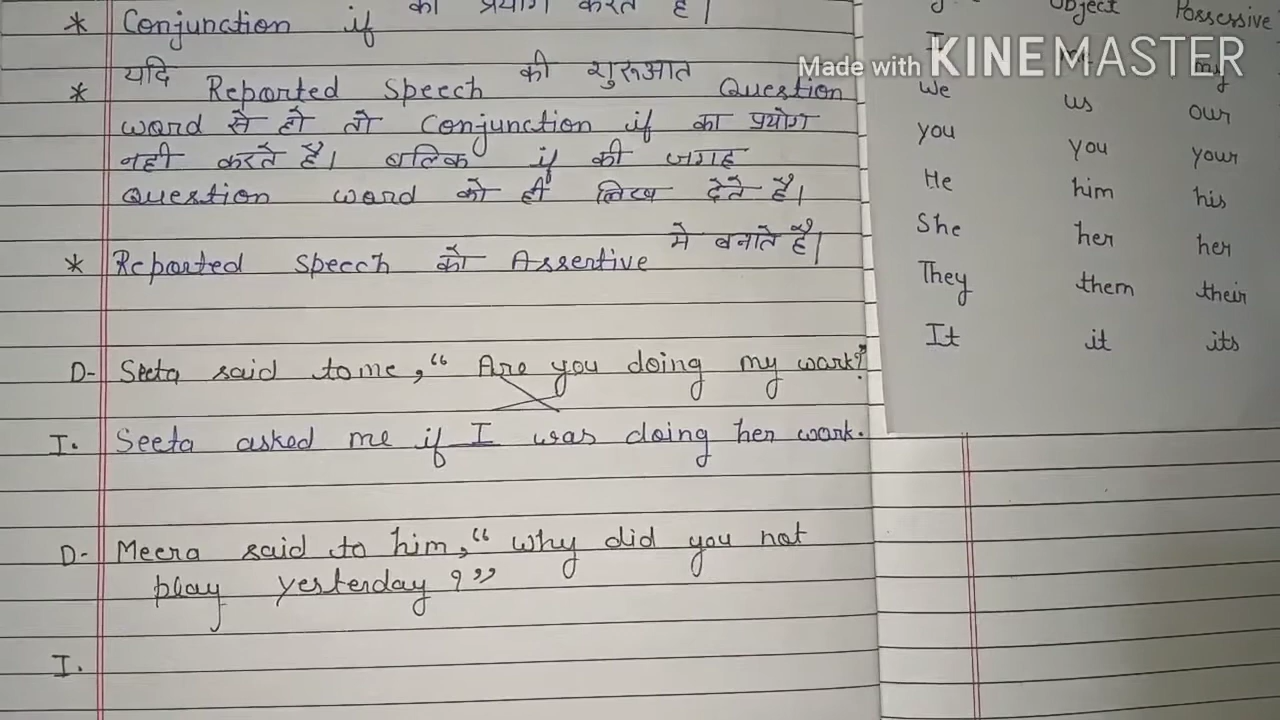 का प्रयोग करते है।
* Conjunction if
* यदि Reported Speech की शुरूआत Question
word से हो तो Conjunction if का प्रयोग
नही करते है। बल्कि if की जगह
Question word को ही लिख देते है।
* Reported Speech को Assertive मे बनाते है।
D- Seeta said to me, " Are you doing my work?"
I. Seeta asked me if I was doing her work.
D- Meera said to him, " Why did you not
play yesterday ?"
I.
Object Possessive
I my
We us our
you you your
He him his
She her her
They them their
It it its
Made with KINEMASTER